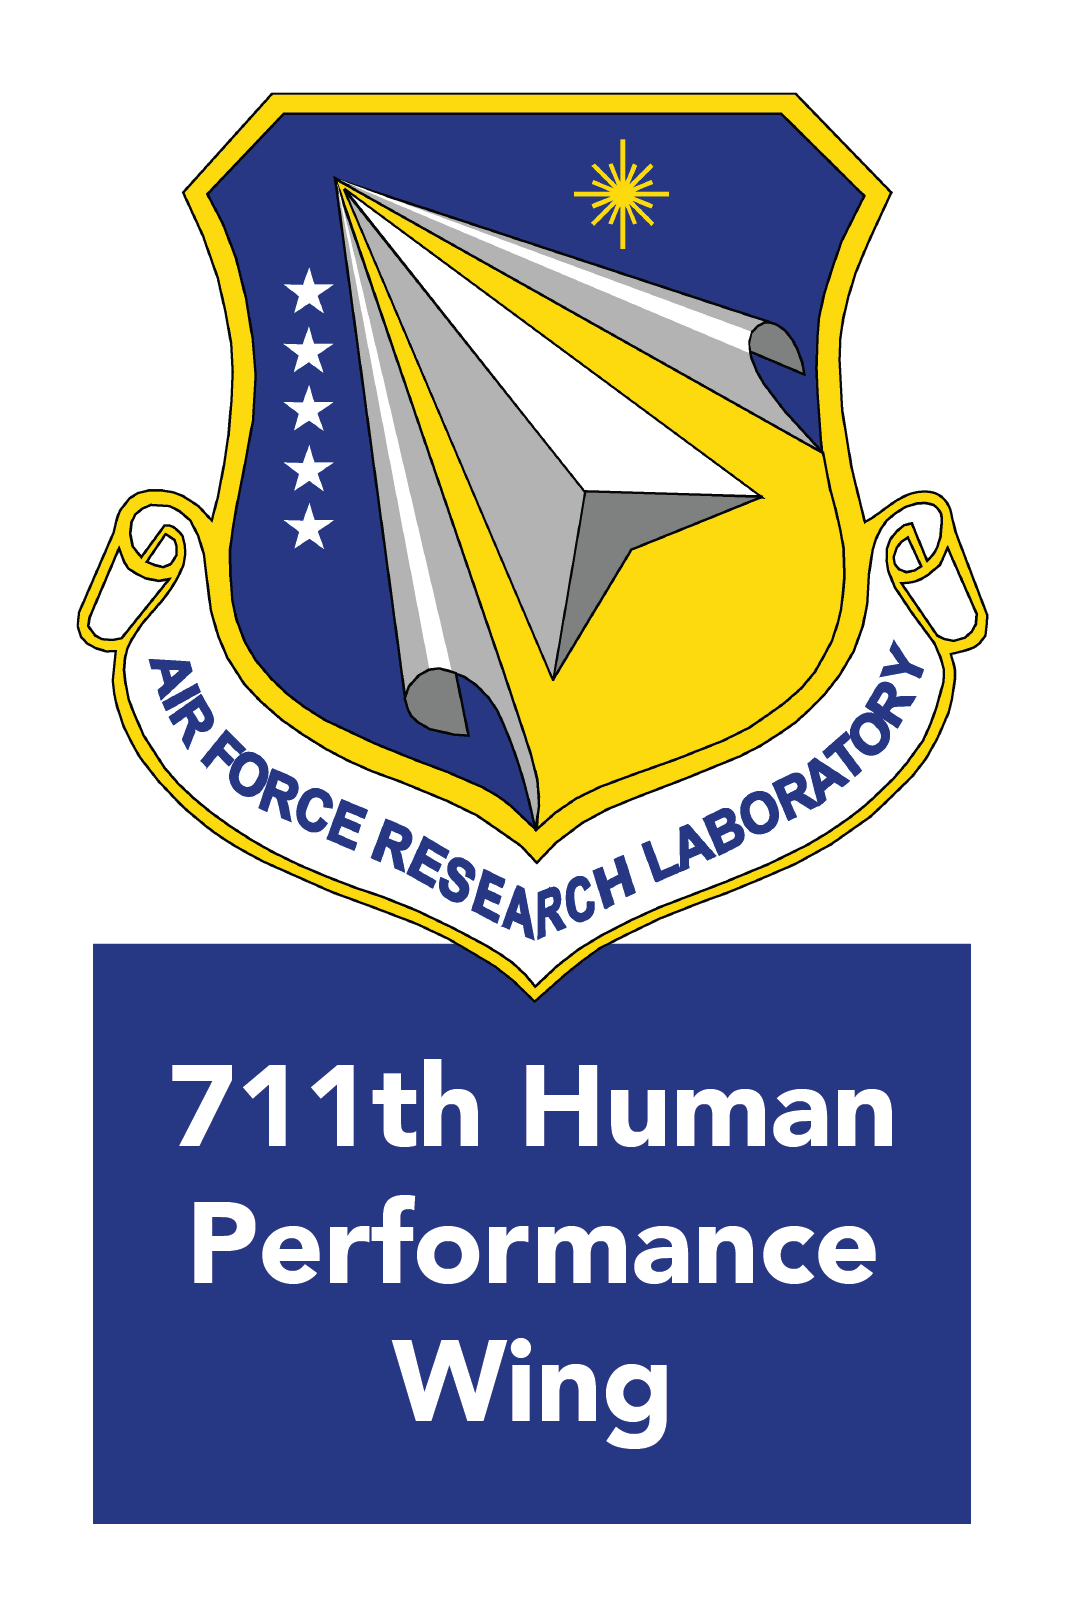 AIR FORCE RESEARCH LABORATORY
711th Human
Performance
Wing